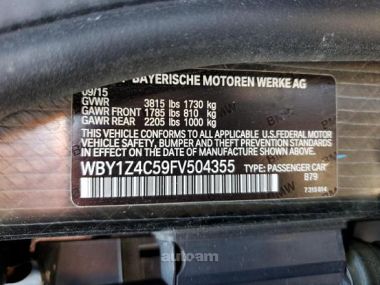 BAYERISCHE MOTOREN WERKE AG
09/15
GVWR 3815 lbs 1730 kg
GAWR FRONT 1785 lbs 810 kg
GAWR REAR 2205 lbs 1000 kg
THIS VEHICLE CONFORMS TO ALL APPLICABLE U.S.FEDERAL MOTOR
VEHICLE SAFETY, BUMPER AND THEFT PREVENTION STANDARDS
IN EFFECT ON THE DATE OF MANUFACTURE SHOWN ABOVE.
WBY1Z4C59FV504355 TYPE: PASSENGER CAR
879
7315814
autoam